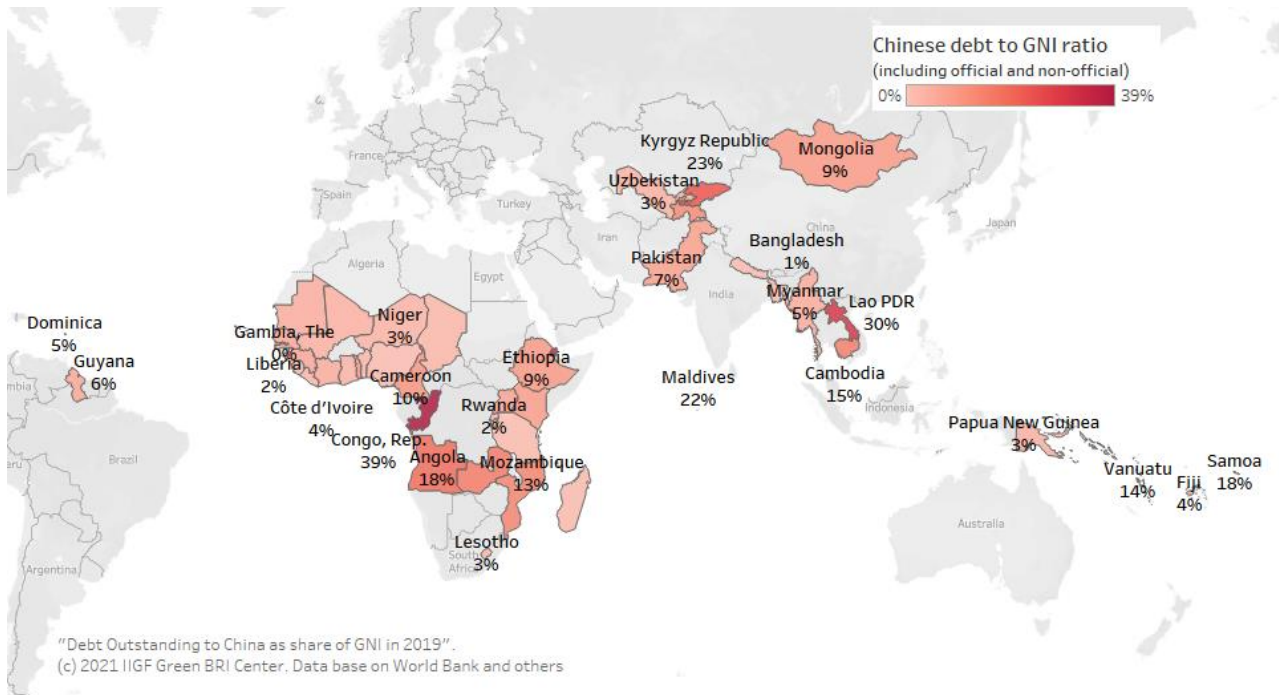 Chinese debt to GNI ratio
(including official and non-official)
0%
39%
Kyrgyz Republic
23%
Mongolia
9%
Uzbekistan
3%
France
Spain
Turkey
Japan
China
Iran
Bangladesh
1%
Pakistan
7%
Algeria
Egypt
India
Myanmar
5%
Lao PDR
30%
Dominica
5%
Guyana
6%
mbia
Gambia, The
0%
Niger
3%
Liberia
2%
Ethiopia
9%
Cameroon
10%
Maldives
22%
Cambodia
15%
Indonesia
Côte d'Ivoire
4%
Rwanda
2%
Congo, Rep.
39%
Papua New Guinea
3%
Brazil
eru
Angola
18%
Mozambique
13%
Vanuatu
14%
Fiji
4%
Samoa
18%
Australia
Lesotho
3%
South
Africa
Argentina
"Debt Outstanding to China as share of GNI in 2019".
(c) 2021 IIGF Green BRI Center. Data base on World Bank and others